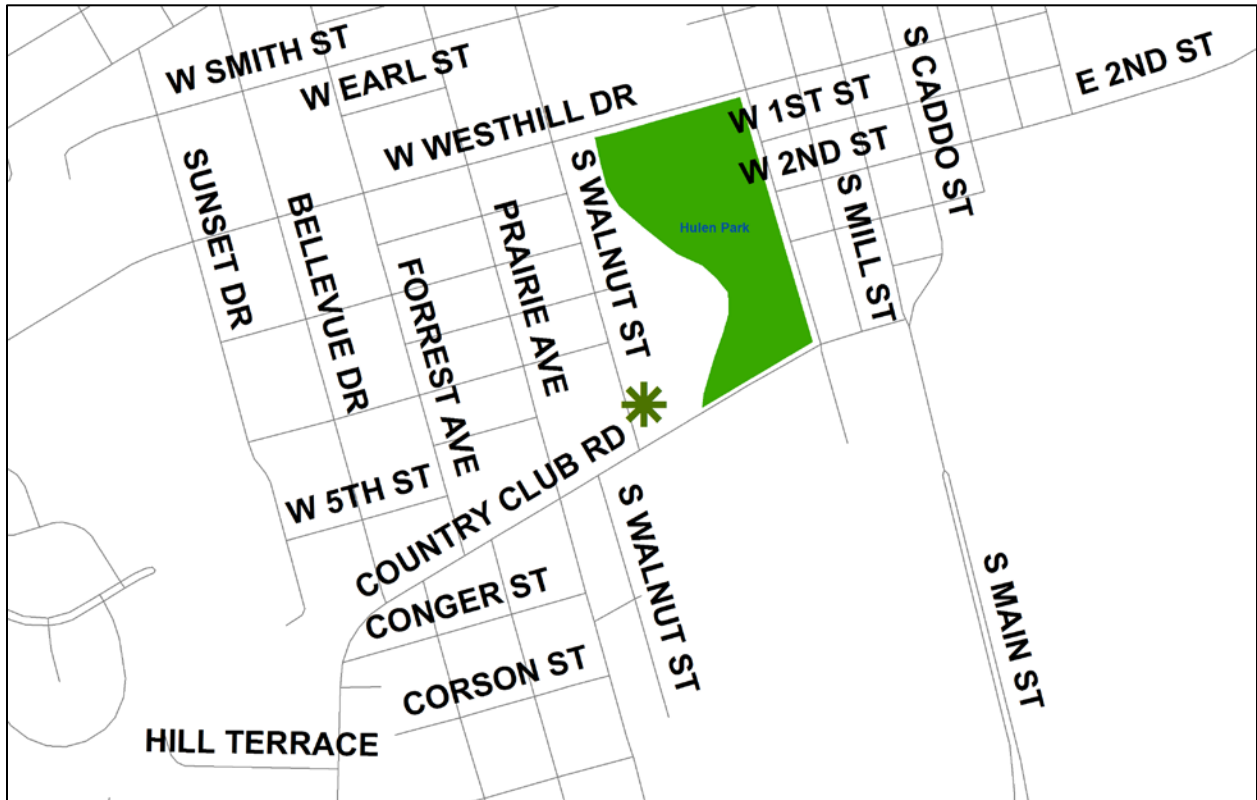 W SMITH ST
W EARL ST
S CADDO ST
E 2ND ST
W WESTHILL DR
W 1ST ST
W 2ND ST
SUNSET DR
BELLEVUE DR
FORREST AVE
PRAIRIE AVE
S WALNUT ST
Hulen Park
S MILL ST
W 5TH ST
COUNTRY CLUB RD
CONGER ST
CORSON ST
S WALNUT ST
S MAIN ST
HILL TERRACE